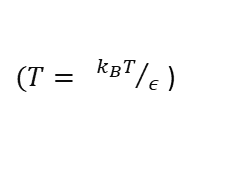 (T = k_BT/ϵ )